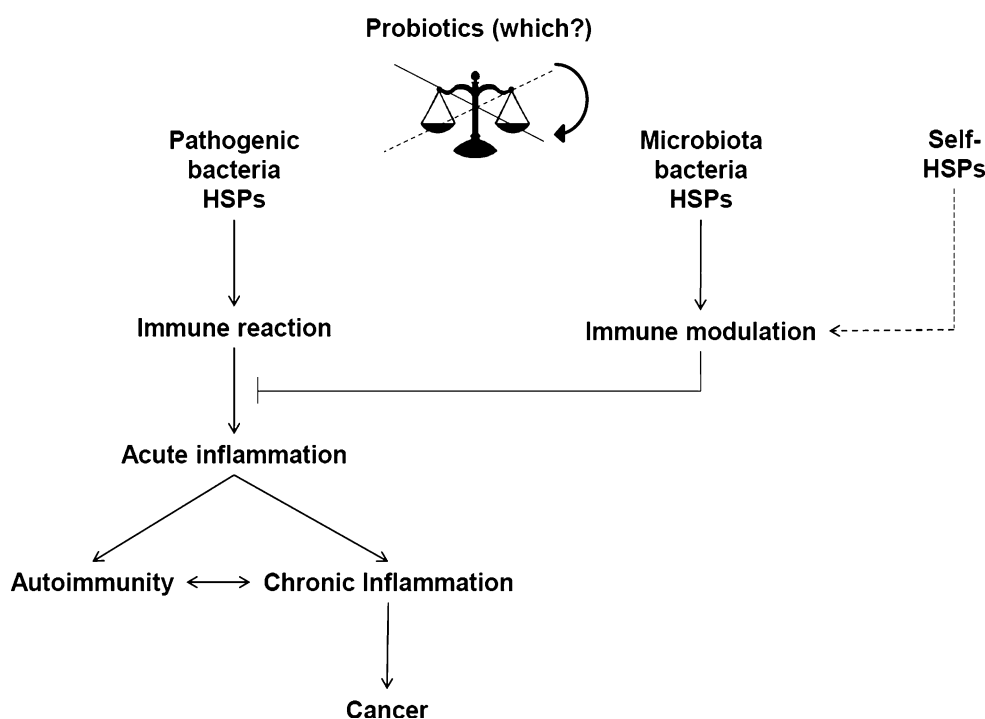 Probiotics (which?)
Pathogenic
bacteria
HSPs
Microbiota
bacteria
HSPs
Self-
HSPs
Immune reaction
Immune modulation
Acute inflammation
Autoimmunity
Chronic Inflammation
Cancer